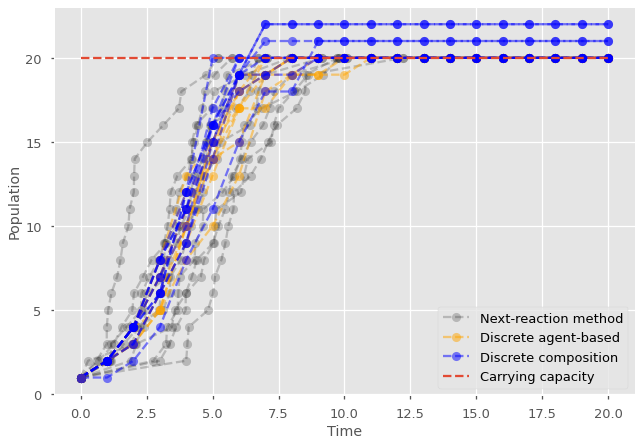 20
15
10
5
0
Population
0.0 2.5 5.0 7.5 10.0 12.5 15.0 17.5 20.0
Time
Next-reaction method
Discrete agent-based
Discrete composition
Carrying capacity